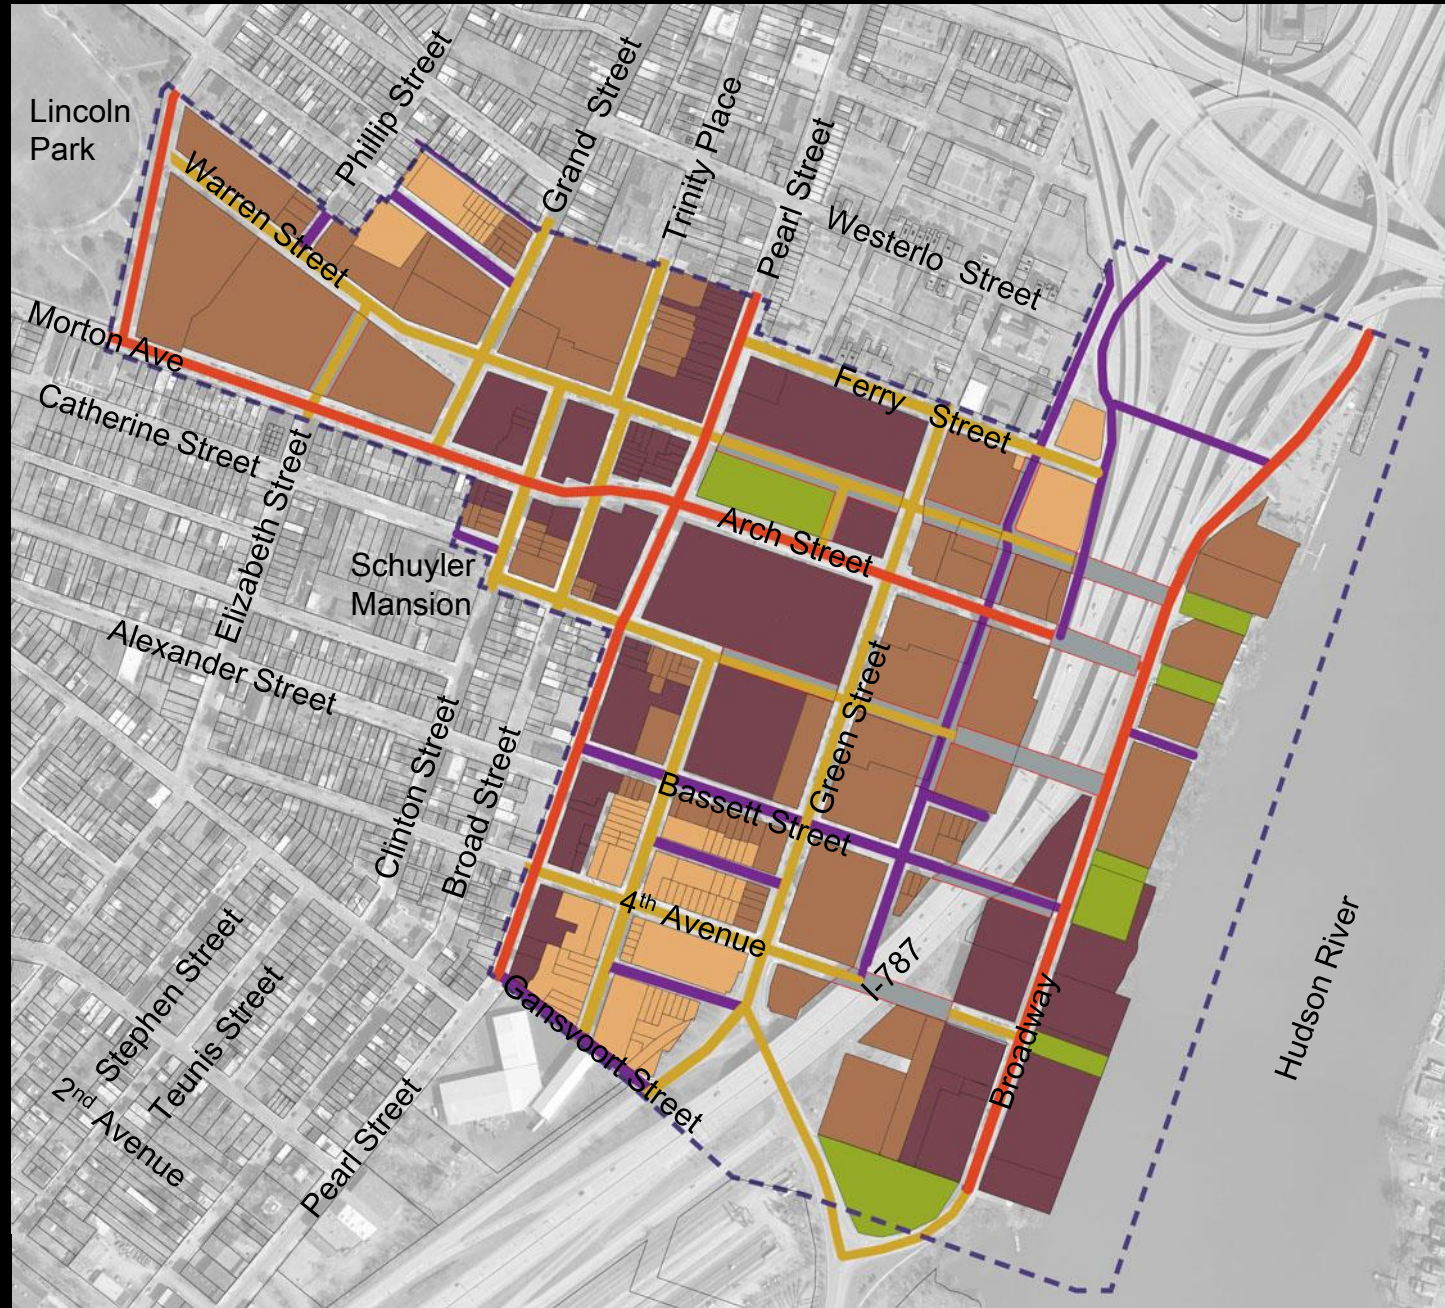 Lincoln
Park
Phillip Street
Grand Street
Trinity Place
Pearl Street
Westerlo Street
Warren Street
Morton Ave
Catherine Street
Ferry Street
Elizabeth Street
Arch Street
Schuyler
Mansion
Alexander Street
Green Street
Clinton Street
Broad Street
Bassett Street
4th Avenue
I-787
Stephen Street
Teunis Street
2nd Avenue
Pearl Street
Gansvoort Street
Broadway
Hudson River